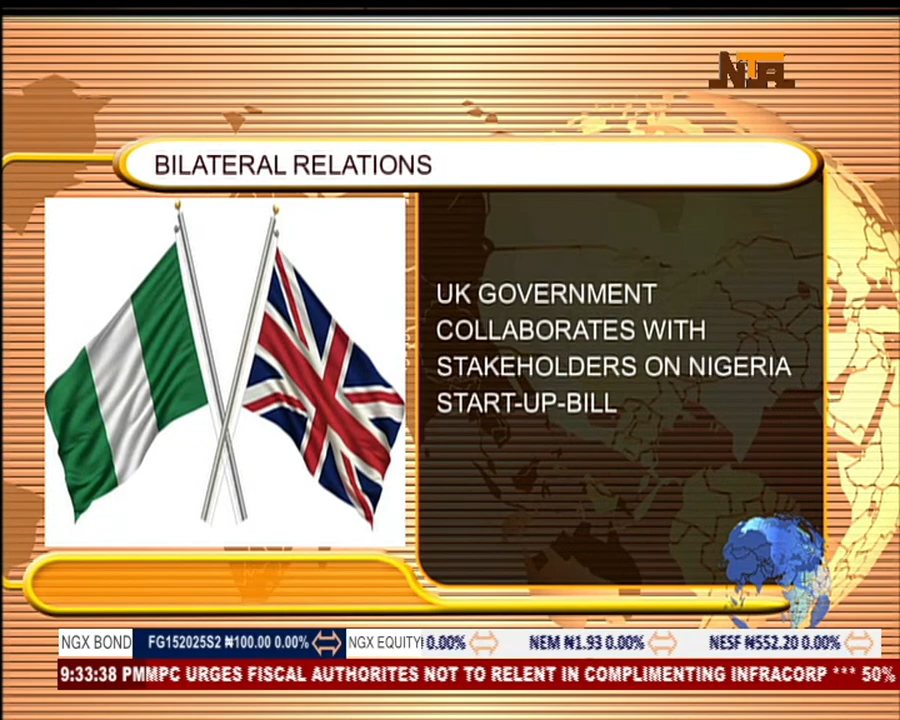 NTA
BILATERAL RELATIONS
UK GOVERNMENT
COLLABORATES WITH
STAKEHOLDERS ON NIGERIA
START-UP-BILL
NGX BOND FG152025S2 ₦100.00 0.00% NGX EQUITY 0.00% NEM ₦1.93 0.00% NESF ₦552.20 0.00%
9:33:38 PM MPC URGES FISCAL AUTHORITES NOT TO RELENT IN COMPLIMENTING INFRACORP *** 50%